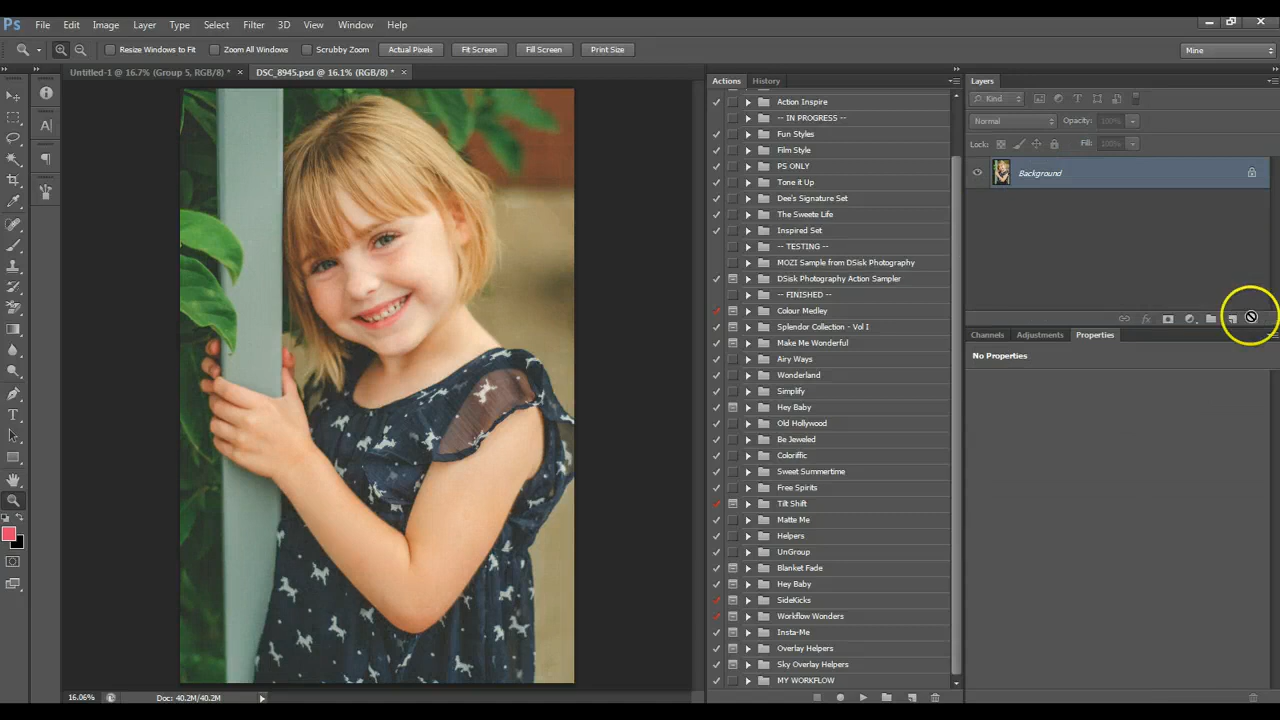 Ps File Edit Image Layer Type Select Filter 3D View Window Help
Resize Windows to Fit Zoom All Windows Scrubby Zoom Actual Pixels Fit Screen Fill Screen Print Size Mine
Untitled-1 @ 16.7% (Group 5, RGB/8) * × DSC_8945.psd @ 16.1% (RGB/8) * ×
Actions History
Action Inspire
-- IN PROGRESS --
Fun Styles
Film Style
PS ONLY
Tone it Up
Dee's Signature Set
The Sweete Life
Inspired Set
-- TESTING --
MOZI Sample from DSisk Photography
DSisk Photography Action Sampler
-- FINISHED --
Colour Medley
Splendor Collection - Vol I
Make Me Wonderful
Airy Ways
Wonderland
Simplify
Hey Baby
Old Hollywood
Be Jeweled
Coloriffic
Sweet Summertime
Free Spirits
Tilt Shift
Matte Me
Helpers
UnGroup
Blanket Fade
Hey Baby
SideKicks
Workflow Wonders
Insta-Me
Overlay Helpers
Sky Overlay Helpers
MY WORKFLOW
Layers
Kind
Normal Opacity: 100%
Lock: Fill: 100%
Background
fx
Channels Adjustments Properties
No Properties
16.06% Doc: 40.2M/40.2M